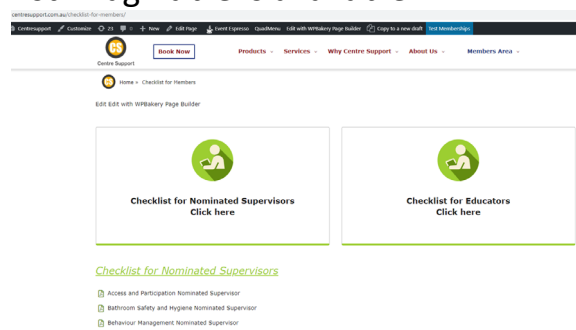 centresupport.com.au/checklist-for-members/
Centresupport Customize 23 0 + New Edit Page Event Espresso QuadMenu Edit with WPBakery Page Builder Copy to a new draft Test Memberships
CS
Centre Support
Book Now
Products Services Why Centre Support About Us Members Area
Home » Checklist for Members
Edit Edit with WPBakery Page Builder
Checklist for Nominated Supervisors
Click here
Checklist for Educators
Click here
Checklist for Nominated Supervisors
Access and Participation Nominated Supervisor
Bathroom Safety and Hygiene Nominated Supervisor
Behaviour Management Nominated Supervisor